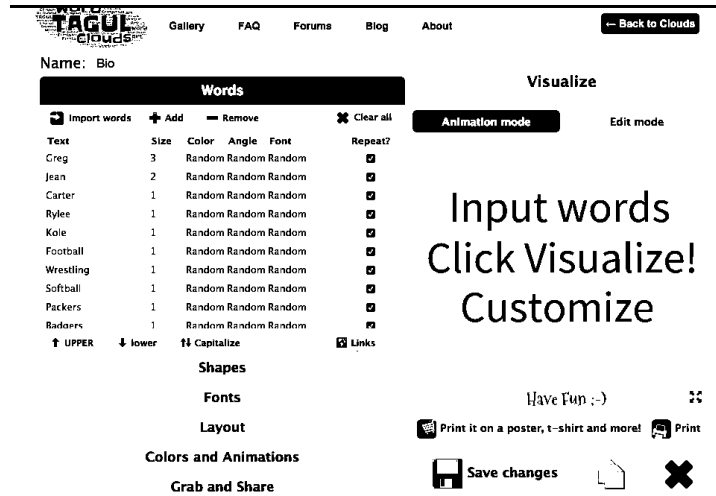 WORD
TAGUL
Clouds
Gallery FAQ Forums Blog About ← Back to Clouds
Name: Bio
Words
Import words Add Remove Clear all
Text Size Color Angle Font Repeat?
Greg 3 Random Random Random
Jean 2 Random Random Random
Carter 1 Random Random Random
Rylee 1 Random Random Random
Kole 1 Random Random Random
Football 1 Random Random Random
Wrestling 1 Random Random Random
Softball 1 Random Random Random
Packers 1 Random Random Random
Badgers 1 Random Random Random
UPPER lower Capitalize Links
Shapes
Fonts
Layout
Colors and Animations
Grab and Share
Visualize
Animation mode Edit mode
Input words
Click Visualize!
Customize
Have Fun ;-)
Print it on a poster, t-shirt and more! Print
Save changes